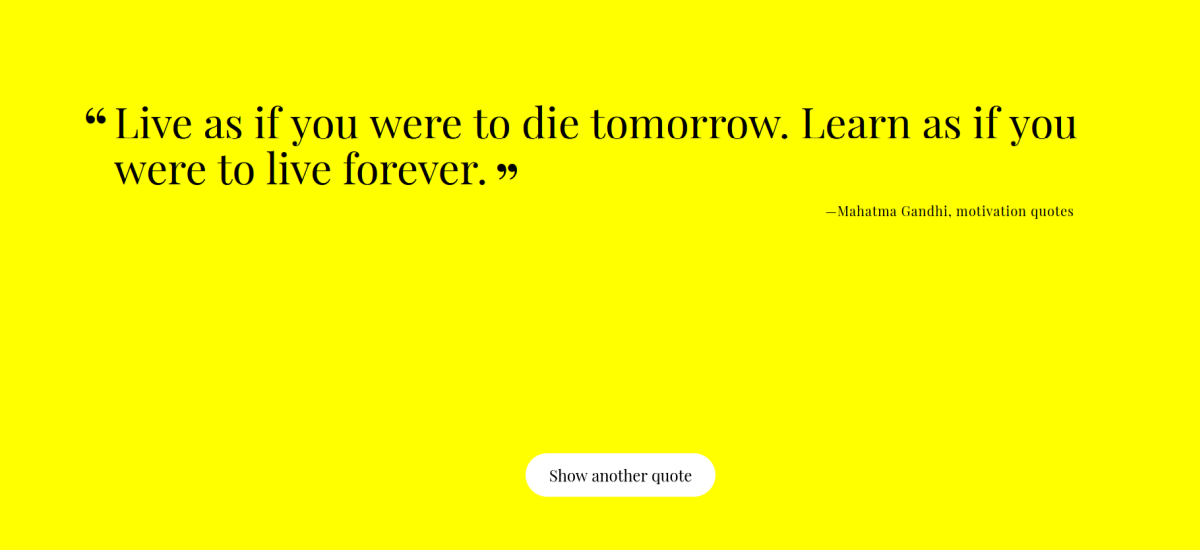 ❝ Live as if you were to die tomorrow. Learn as if you
were to live forever. ❞
—Mahatma Gandhi, motivation quotes
Show another quote